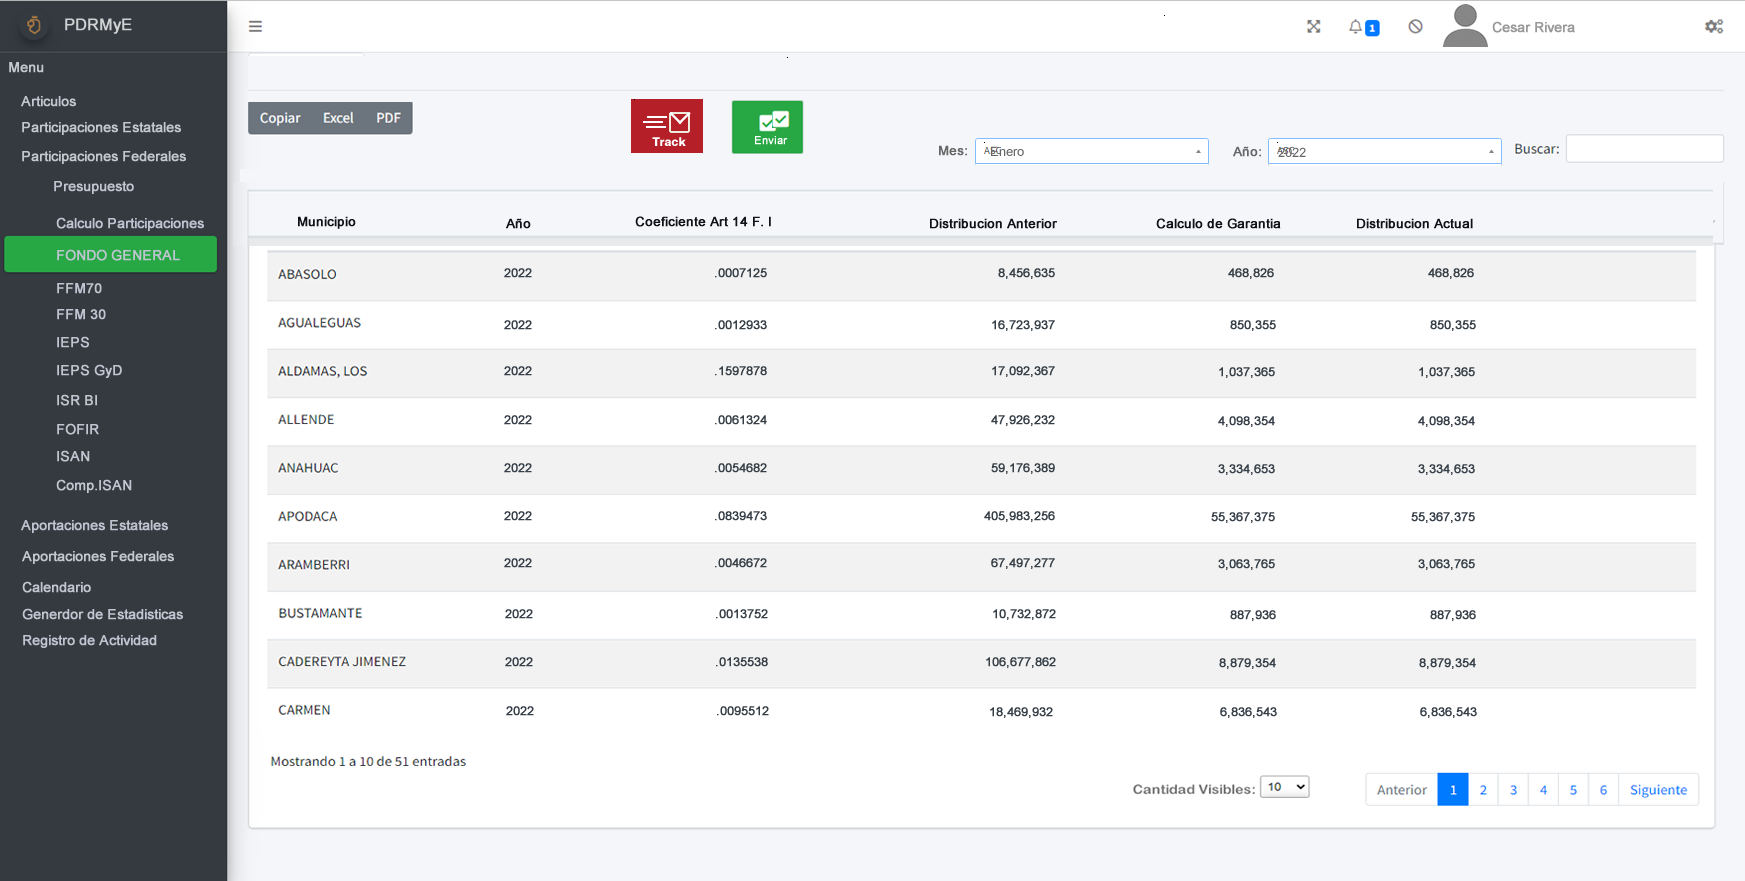 PDRMyE
1
Cesar Rivera
Menu
Articulos
Participaciones Estatales
Participaciones Federales
Presupuesto
Calculo Participaciones
FONDO GENERAL
FFM70
FFM 30
IEPS
IEPS GyD
ISR BI
FOFIR
ISAN
Comp.ISAN
Aportaciones Estatales
Aportaciones Federales
Calendario
Generdor de Estadisticas
Registro de Actividad
Copiar Excel PDF
Track
Enviar
Mes: Enero
Año: 2022
Buscar:
Municipio Año Coeficiente Art 14 F. I Distribucion Anterior Calculo de Garantia Distribucion Actual
ABASOLO 2022 .0007125 8,456,635 468,826 468,826
AGUALEGUAS 2022 .0012933 16,723,937 850,355 850,355
ALDAMAS, LOS 2022 .1597878 17,092,367 1,037,365 1,037,365
ALLENDE 2022 .0061324 47,926,232 4,098,354 4,098,354
ANAHUAC 2022 .0054682 59,176,389 3,334,653 3,334,653
APODACA 2022 .0839473 405,983,256 55,367,375 55,367,375
ARAMBERRI 2022 .0046672 67,497,277 3,063,765 3,063,765
BUSTAMANTE 2022 .0013752 10,732,872 887,936 887,936
CADEREYTA JIMENEZ 2022 .0135538 106,677,862 8,879,354 8,879,354
CARMEN 2022 .0095512 18,469,932 6,836,543 6,836,543
Mostrando 1 a 10 de 51 entradas
Cantidad Visibles: 10
Anterior 1 2 3 4 5 6 Siguiente